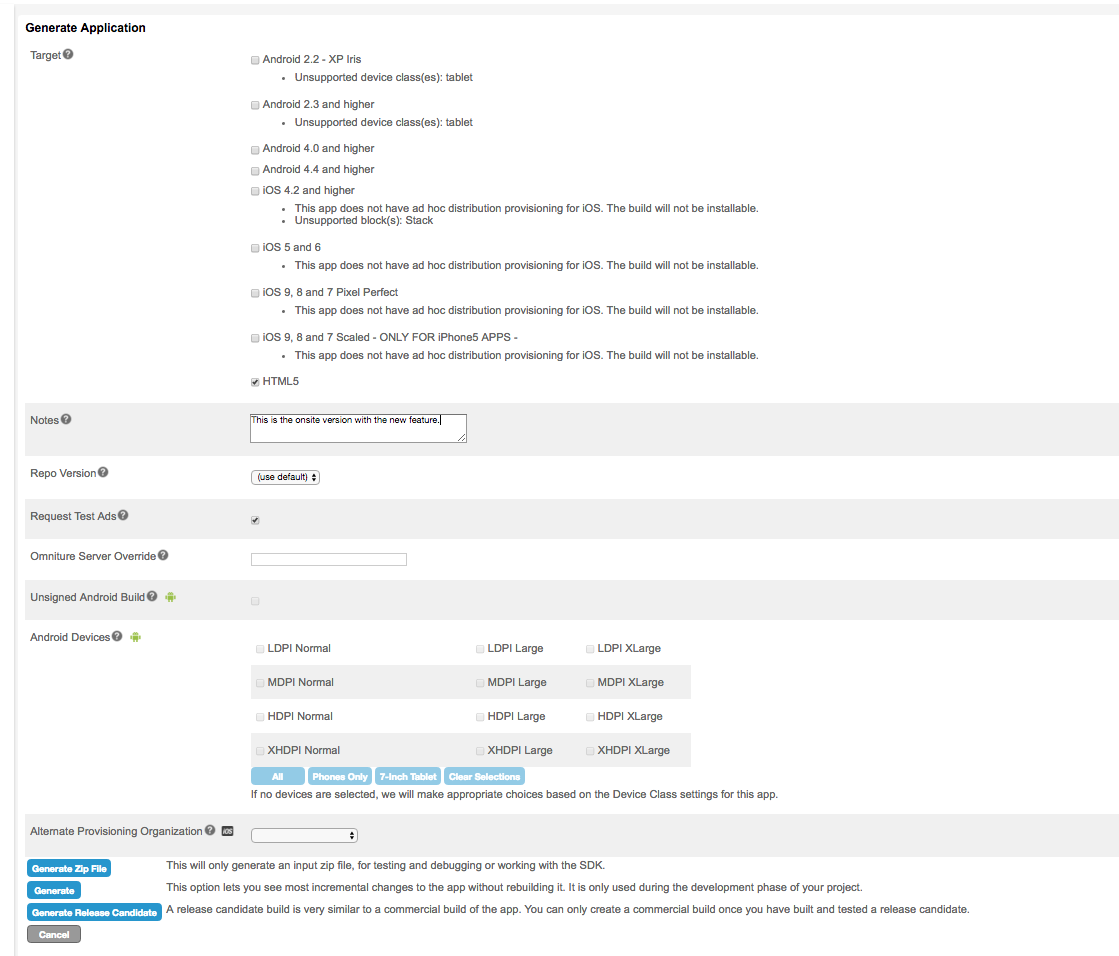 Generate Application
Target
Android 2.2 - XP Iris
Unsupported device class(es): tablet
Android 2.3 and higher
Unsupported device class(es): tablet
Android 4.0 and higher
Android 4.4 and higher
iOS 4.2 and higher
This app does not have ad hoc distribution provisioning for iOS. The build will not be installable.
Unsupported block(s): Stack
iOS 5 and 6
This app does not have ad hoc distribution provisioning for iOS. The build will not be installable.
iOS 9, 8 and 7 Pixel Perfect
This app does not have ad hoc distribution provisioning for iOS. The build will not be installable.
iOS 9, 8 and 7 Scaled - ONLY FOR iPhone5 APPS -
This app does not have ad hoc distribution provisioning for iOS. The build will not be installable.
HTML5
Notes
This is the onsite version with the new feature.
Repo Version
(use default)
Request Test Ads
Omniture Server Override
Unsigned Android Build
Android Devices
LDPI Normal LDPI Large LDPI XLarge
MDPI Normal MDPI Large MDPI XLarge
HDPI Normal HDPI Large HDPI XLarge
XHDPI Normal XHDPI Large XHDPI XLarge
All Phones Only 7-Inch Tablet Clear Selections
If no devices are selected, we will make appropriate choices based on the Device Class settings for this app.
Alternate Provisioning Organization iOS
Generate Zip File This will only generate an input zip file, for testing and debugging or working with the SDK.
Generate This option lets you see most incremental changes to the app without rebuilding it. It is only used during the development phase of your project.
Generate Release Candidate A release candidate build is very similar to a commercial build of the app. You can only create a commercial build once you have built and tested a release candidate.
Cancel